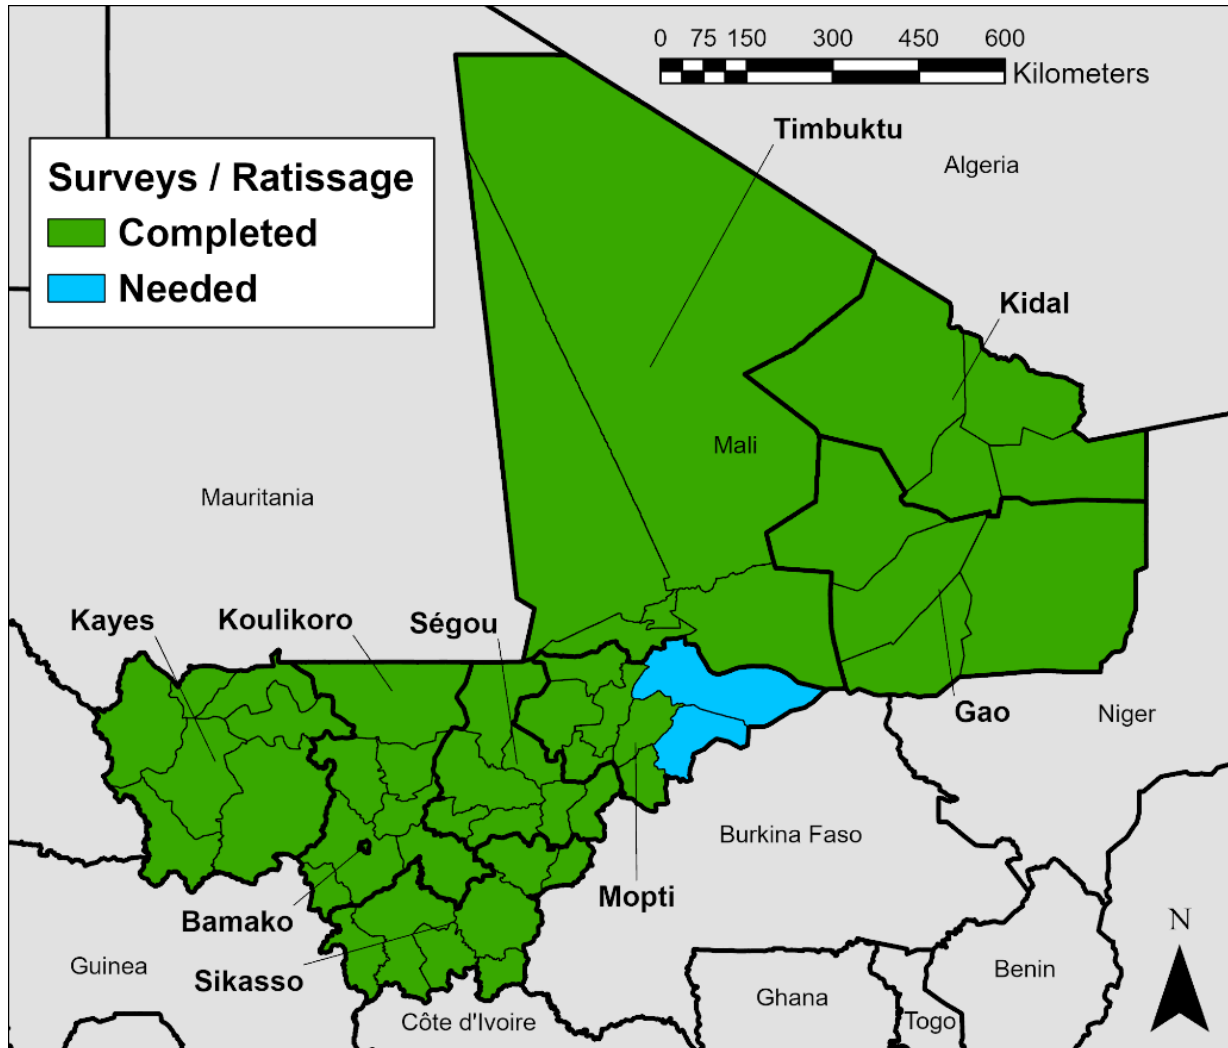 0 75 150 300 450 600
Kilometers
Timbuktu
Algeria
Surveys / Ratissage
Completed
Needed
Kidal
Mali
Mauritania
Kayes
Koulikoro
Ségou
Gao
Niger
Burkina Faso
Mopti
Bamako
Sikasso
Guinea
N
Benin
Ghana
Togo
Côte d'Ivoire